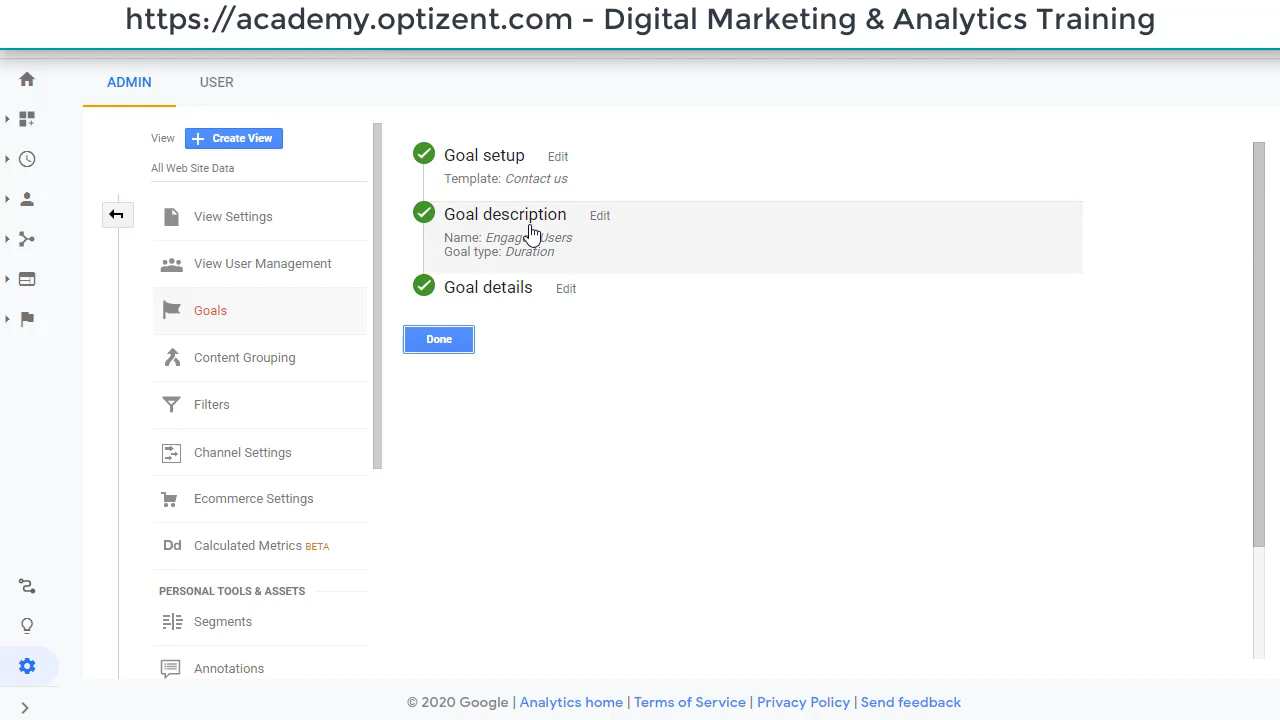 https://academy.optizent.com - Digital Marketing & Analytics Training
ADMIN
USER
View
Create View
All Web Site Data
View Settings
View User Management
Goals
Content Grouping
Filters
Channel Settings
Ecommerce Settings
Dd Calculated Metrics BETA
PERSONAL TOOLS & ASSETS
Segments
Annotations
Goal setup Edit
Template: Contact us
Goal description Edit
Name: Engaged Users
Goal type: Duration
Goal details Edit
Done
© 2020 Google | Analytics home | Terms of Service | Privacy Policy | Send feedback